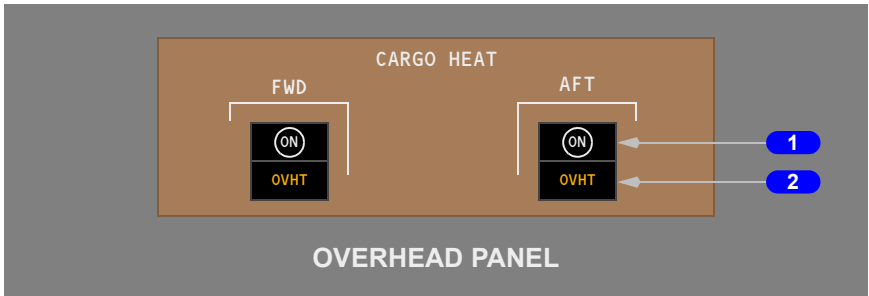 CARGO HEAT
FWD
AFT
ON
ON
1
OVHT
OVHT
2
OVERHEAD PANEL